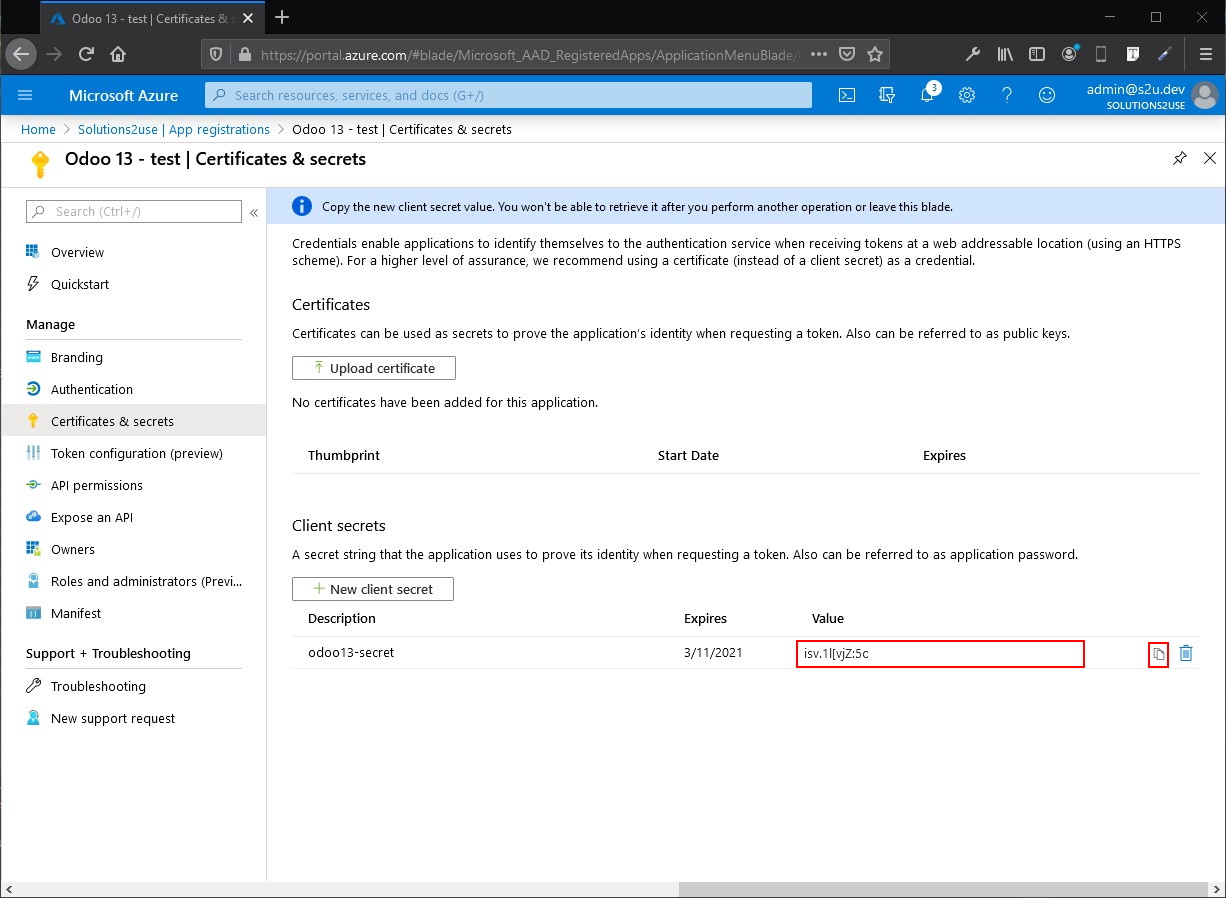 Odoo 13 - test | Certificates & s
https://portal.azure.com/#blade/Microsoft_AAD_RegisteredApps/ApplicationMenuBlade/
Microsoft Azure
Search resources, services, and docs (G+/)
3
admin@s2u.dev
SOLUTIONS2USE
Home > Solutions2use | App registrations > Odoo 13 - test | Certificates & secrets
Odoo 13 - test | Certificates & secrets
Search (Ctrl+/)
Overview
Quickstart
Manage
Branding
Authentication
Certificates & secrets
Token configuration (preview)
API permissions
Expose an API
Owners
Roles and administrators (Previ...
Manifest
Support + Troubleshooting
Troubleshooting
New support request
Copy the new client secret value. You won't be able to retrieve it after you perform another operation or leave this blade.
Credentials enable applications to identify themselves to the authentication service when receiving tokens at a web addressable location (using an HTTPS
scheme). For a higher level of assurance, we recommend using a certificate (instead of a client secret) as a credential.
Certificates
Certificates can be used as secrets to prove the application's identity when requesting a token. Also can be referred to as public keys.
Upload certificate
No certificates have been added for this application.
Thumbprint Start Date Expires
Client secrets
A secret string that the application uses to prove its identity when requesting a token. Also can be referred to as application password.
New client secret
Description Expires Value
odoo13-secret 3/11/2021 isv.1l[vjZ:5c